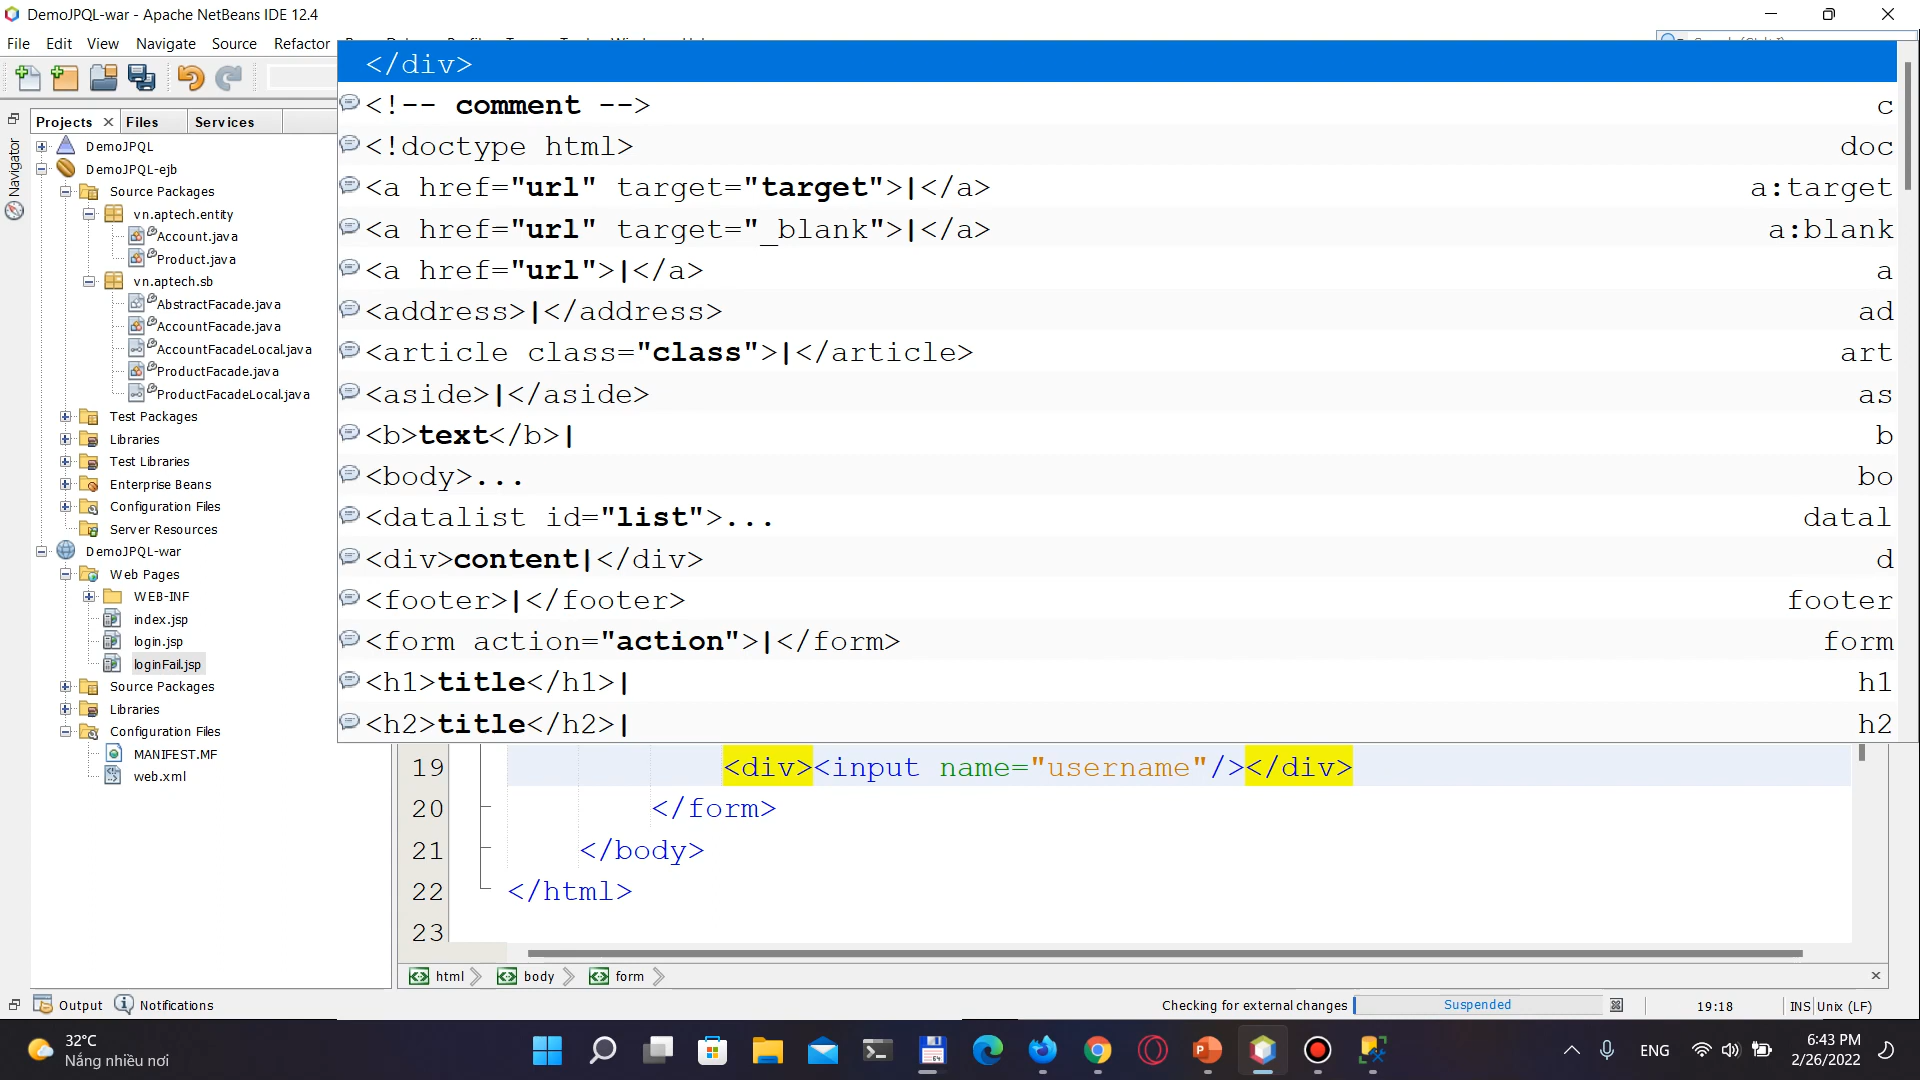 DemoJPQL-war - Apache NetBeans IDE 12.4
File Edit View Navigate Source Refactor
Projects
Files
Services
Navigator
DemoJPQL
DemoJPQL-ejb
Source Packages
vn.aptech.entity
Account.java
Product.java
vn.aptech.sb
AbstractFacade.java
AccountFacade.java
AccountFacadeLocal.java
ProductFacade.java
ProductFacadeLocal.java
Test Packages
Libraries
Test Libraries
Enterprise Beans
Configuration Files
Server Resources
DemoJPQL-war
Web Pages
WEB-INF
index.jsp
login.jsp
loginFail.jsp
Source Packages
Libraries
Configuration Files
MANIFEST.MF
web.xml
</div>
<!-- comment --> c
<!doctype html> doc
<a href="url" target="target">|</a> a:target
<a href="url" target="_blank">|</a> a:blank
<a href="url">|</a> a
<address>|</address> ad
<article class="class">|</article> art
<aside>|</aside> as
<b>text</b>| b
<body>... bo
<datalist id="list">... datal
<div>content|</div> d
<footer>|</footer> footer
<form action="action">|</form> form
<h1>title</h1>| h1
<h2>title</h2>| h2
19 <div><input name="username"/></div>
20 </form>
21 </body>
22 </html>
23
html body form
Output Notifications
Checking for external changes Suspended 19:18 INS Unix (LF)
32°C
Nắng nhiều nơi
ENG
6:43 PM
2/26/2022